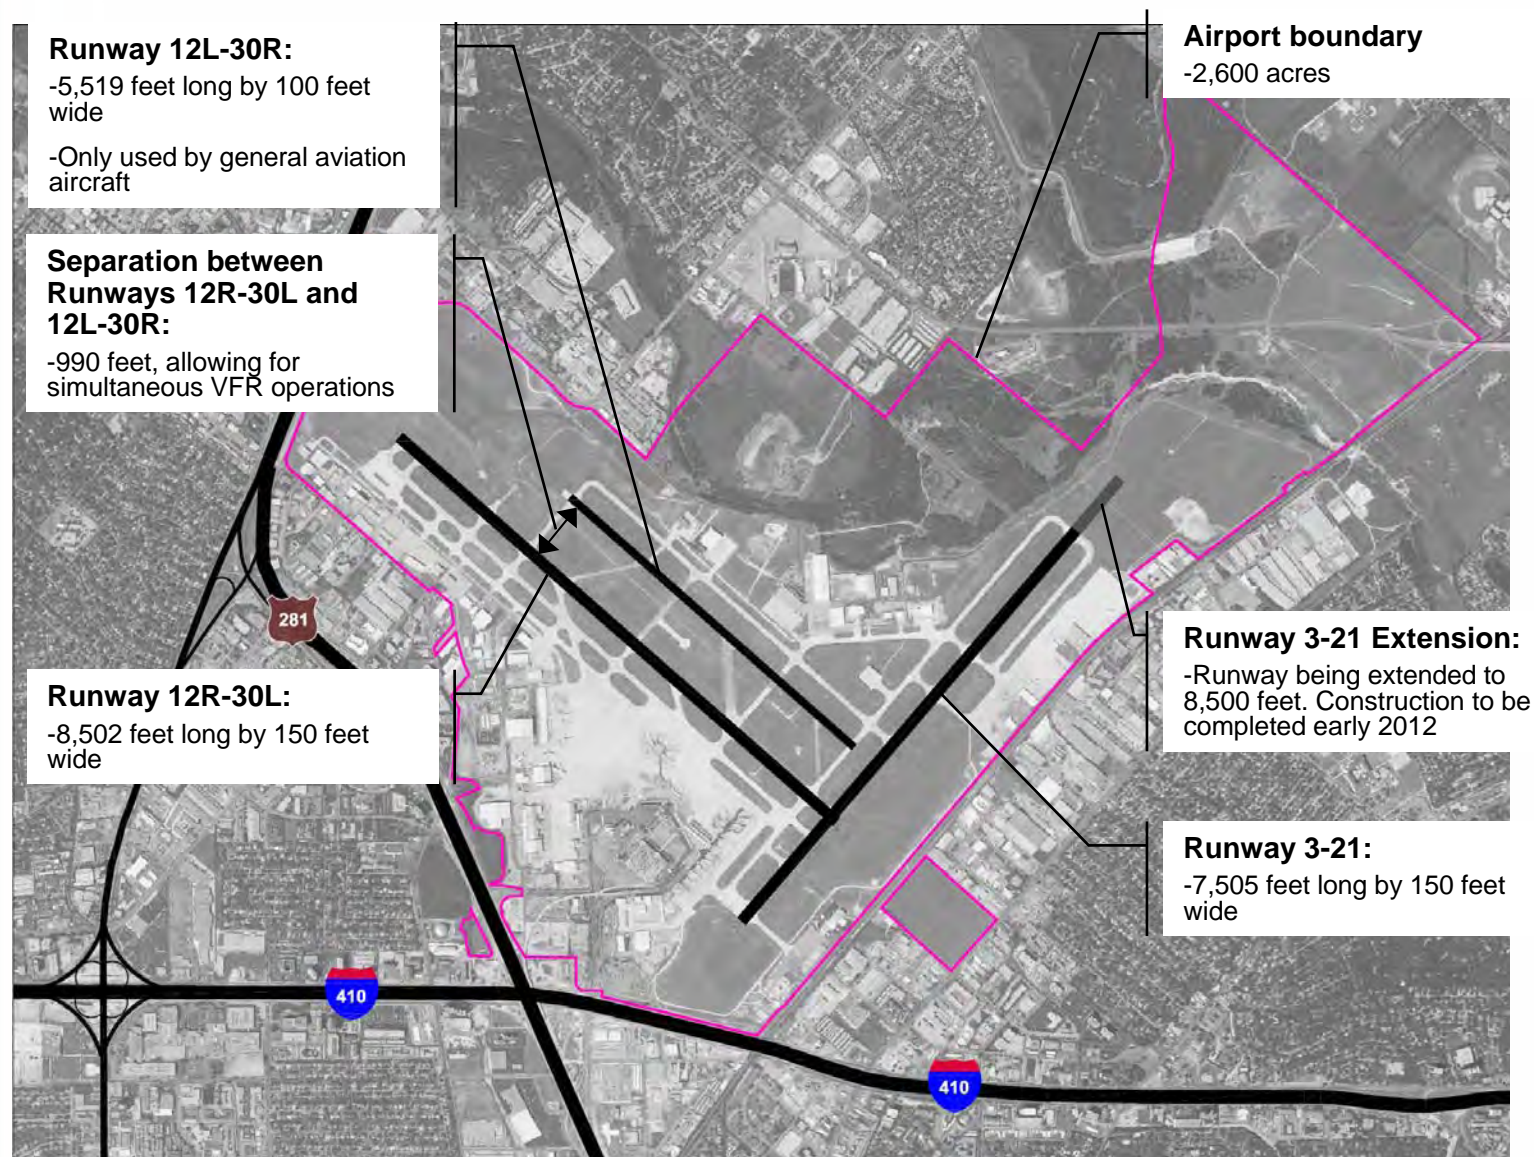 Runway 12L-30R:
-5,519 feet long by 100 feet
wide
-Only used by general aviation
aircraft
Separation between
Runways 12R-30L and
12L-30R:
-990 feet, allowing for
simultaneous VFR operations
281
Runway 12R-30L:
-8,502 feet long by 150 feet
wide
410
Airport boundary
-2,600 acres
Runway 3-21 Extension:
-Runway being extended to
8,500 feet. Construction to be
completed early 2012
Runway 3-21:
-7,505 feet long by 150 feet
wide
410